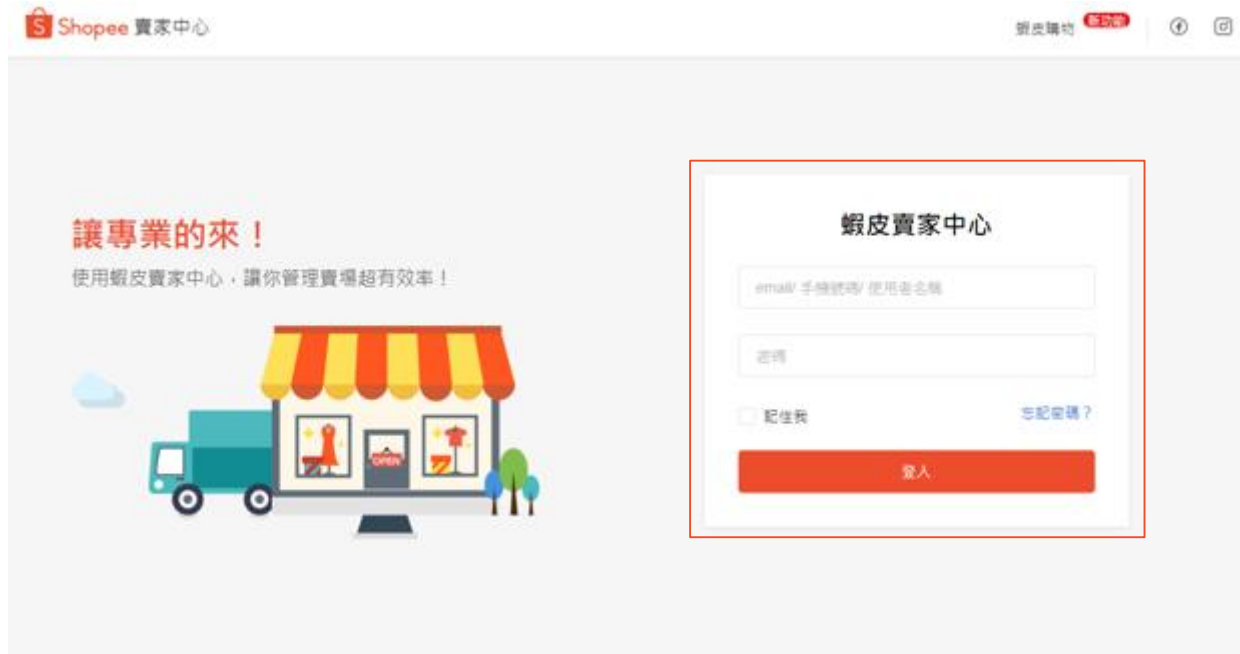 Shopee 賣家中心
蝦皮購物 新功能
讓專業的來！
使用蝦皮賣家中心，讓你管理賣場超有效率！
OPEN
蝦皮賣家中心
email/ 手機號碼/ 使用者名稱
密碼
記住我
忘記密碼？
登入